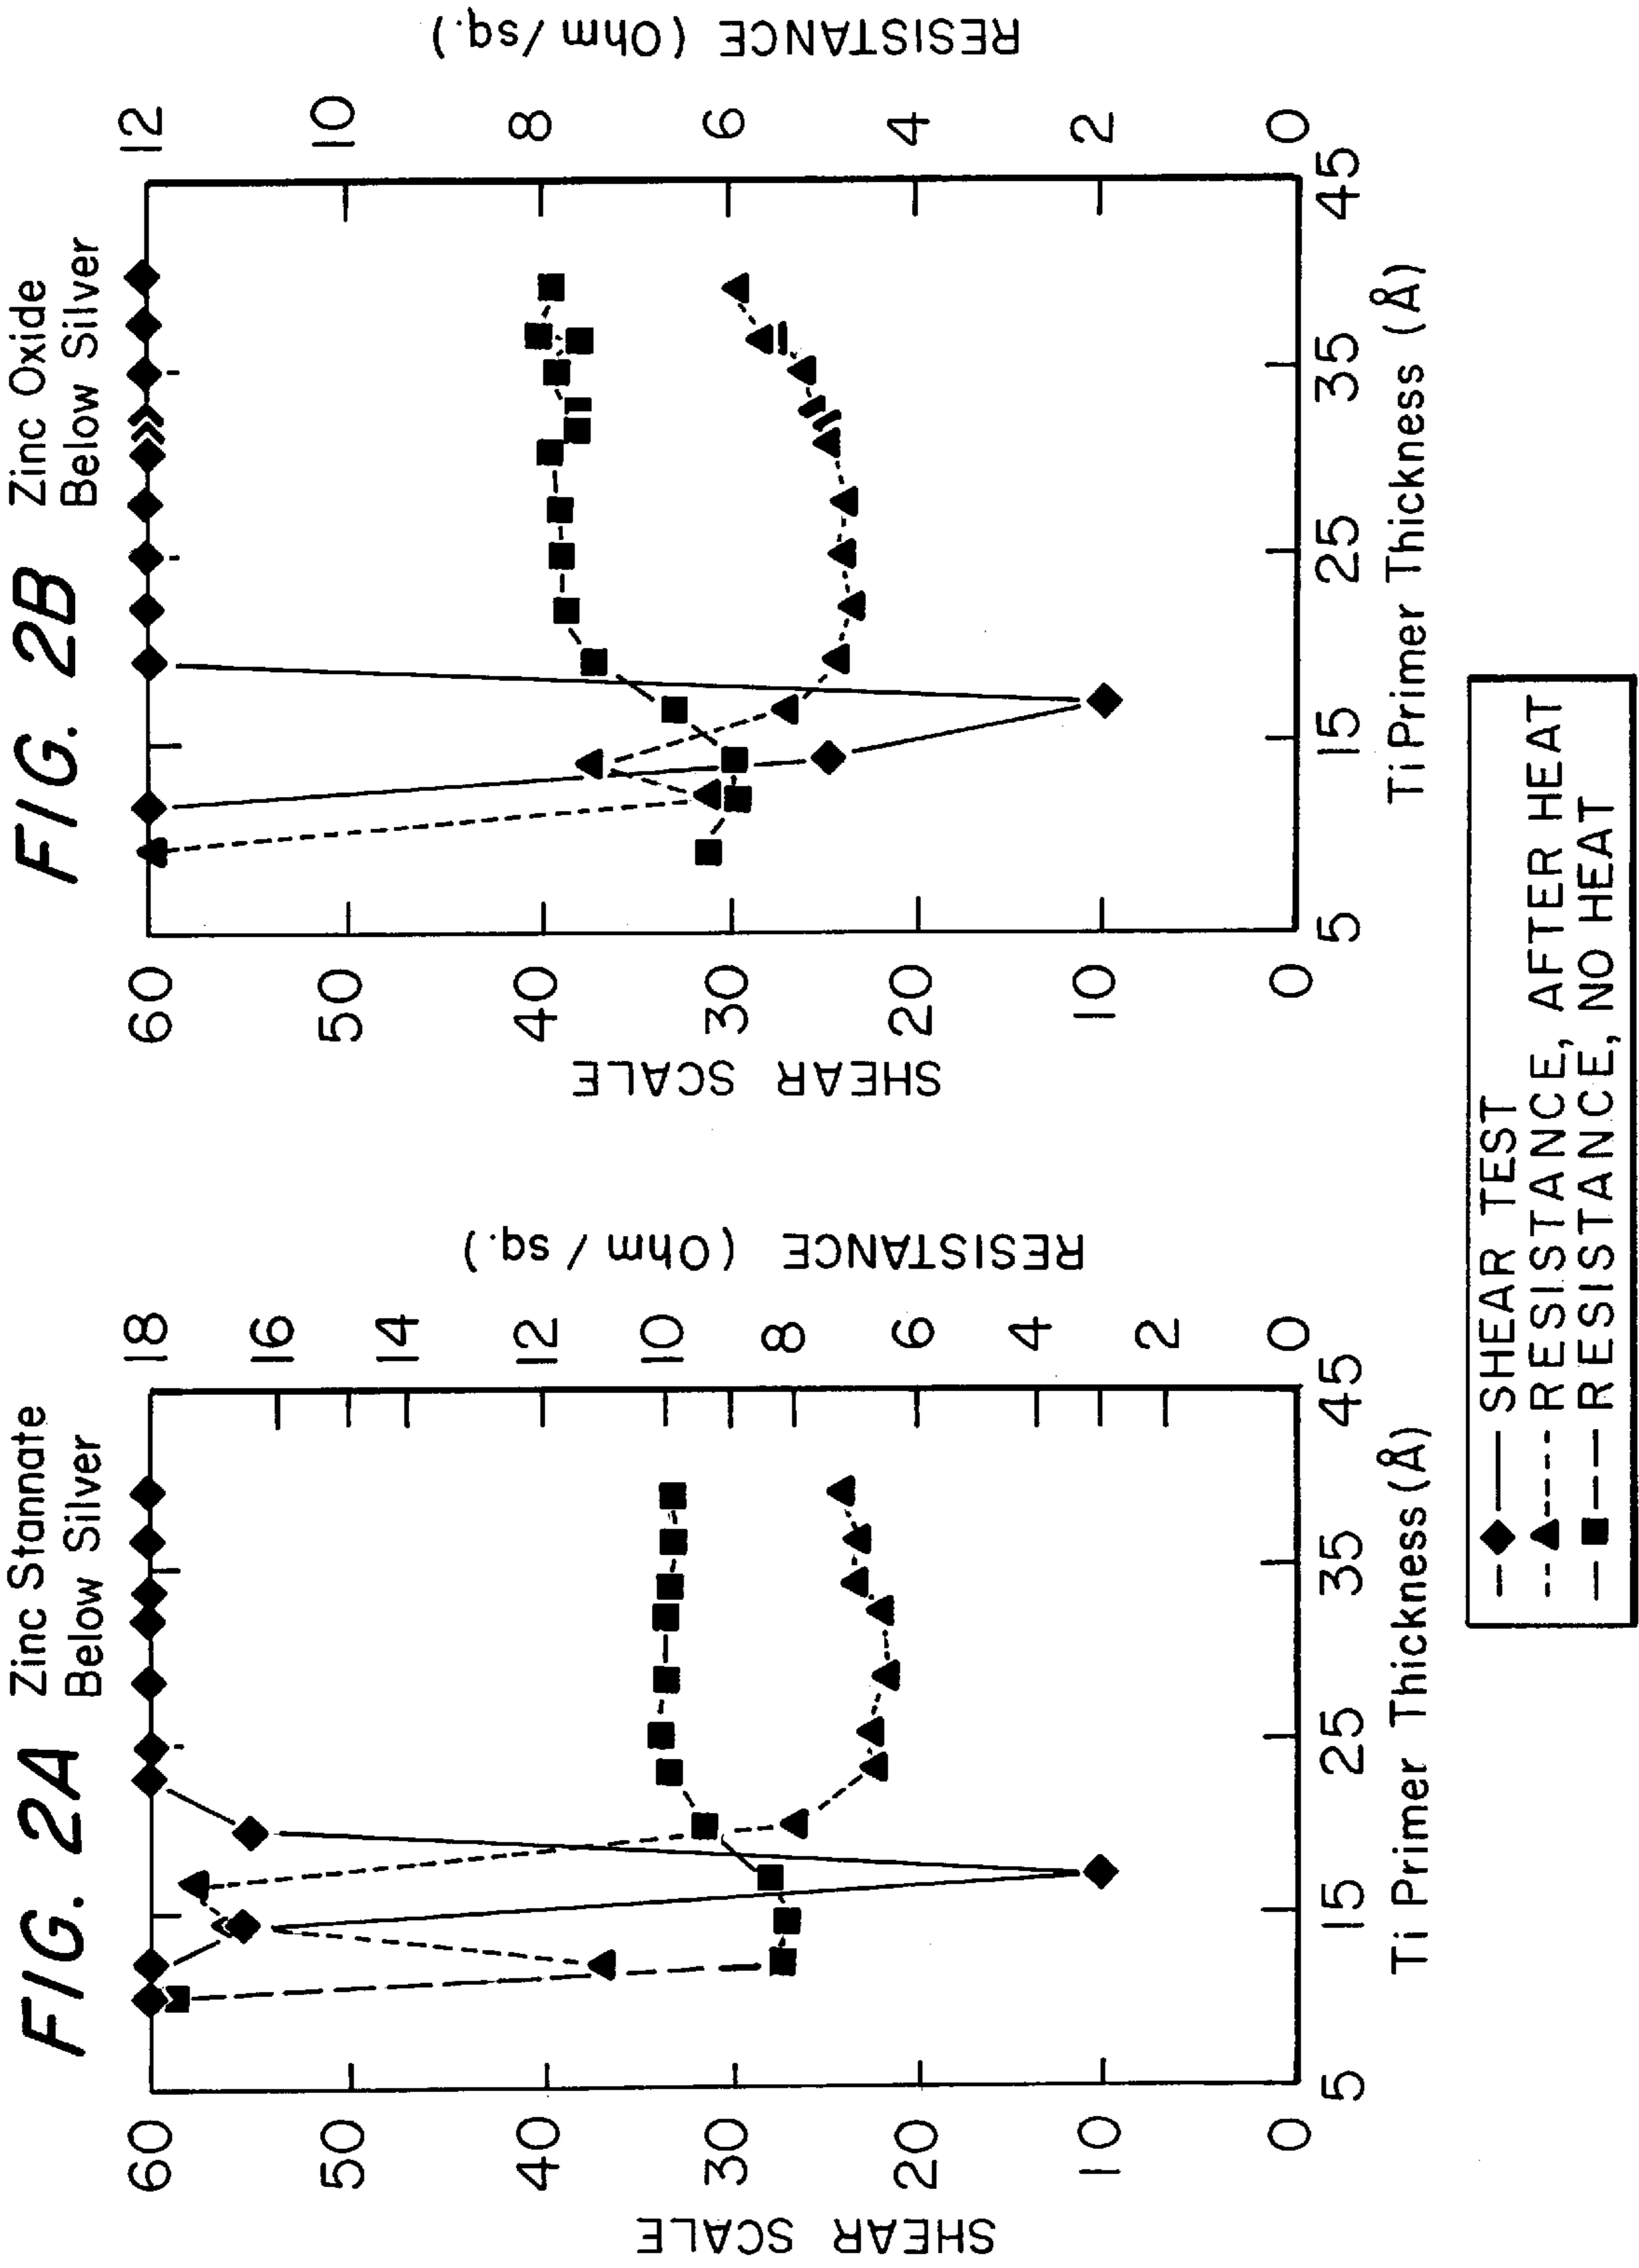 FIG. 2A
Zinc Stannate
Below Silver
SHEAR SCALE
60
50
40
30
20
10
0
RESISTANCE (Ohm/sq.)
18
16
14
12
10
8
6
4
2
0
5
15
25
35
45
Ti Primer Thickness (Å)
FIG. 2B
Zinc Oxide
Below Silver
SHEAR SCALE
60
50
40
30
20
10
0
RESISTANCE (Ohm/sq.)
12
10
8
6
4
2
0
5
15
25
35
45
Ti Primer Thickness (Å)
SHEAR TEST
RESISTANCE, AFTER HEAT
RESISTANCE, NO HEAT